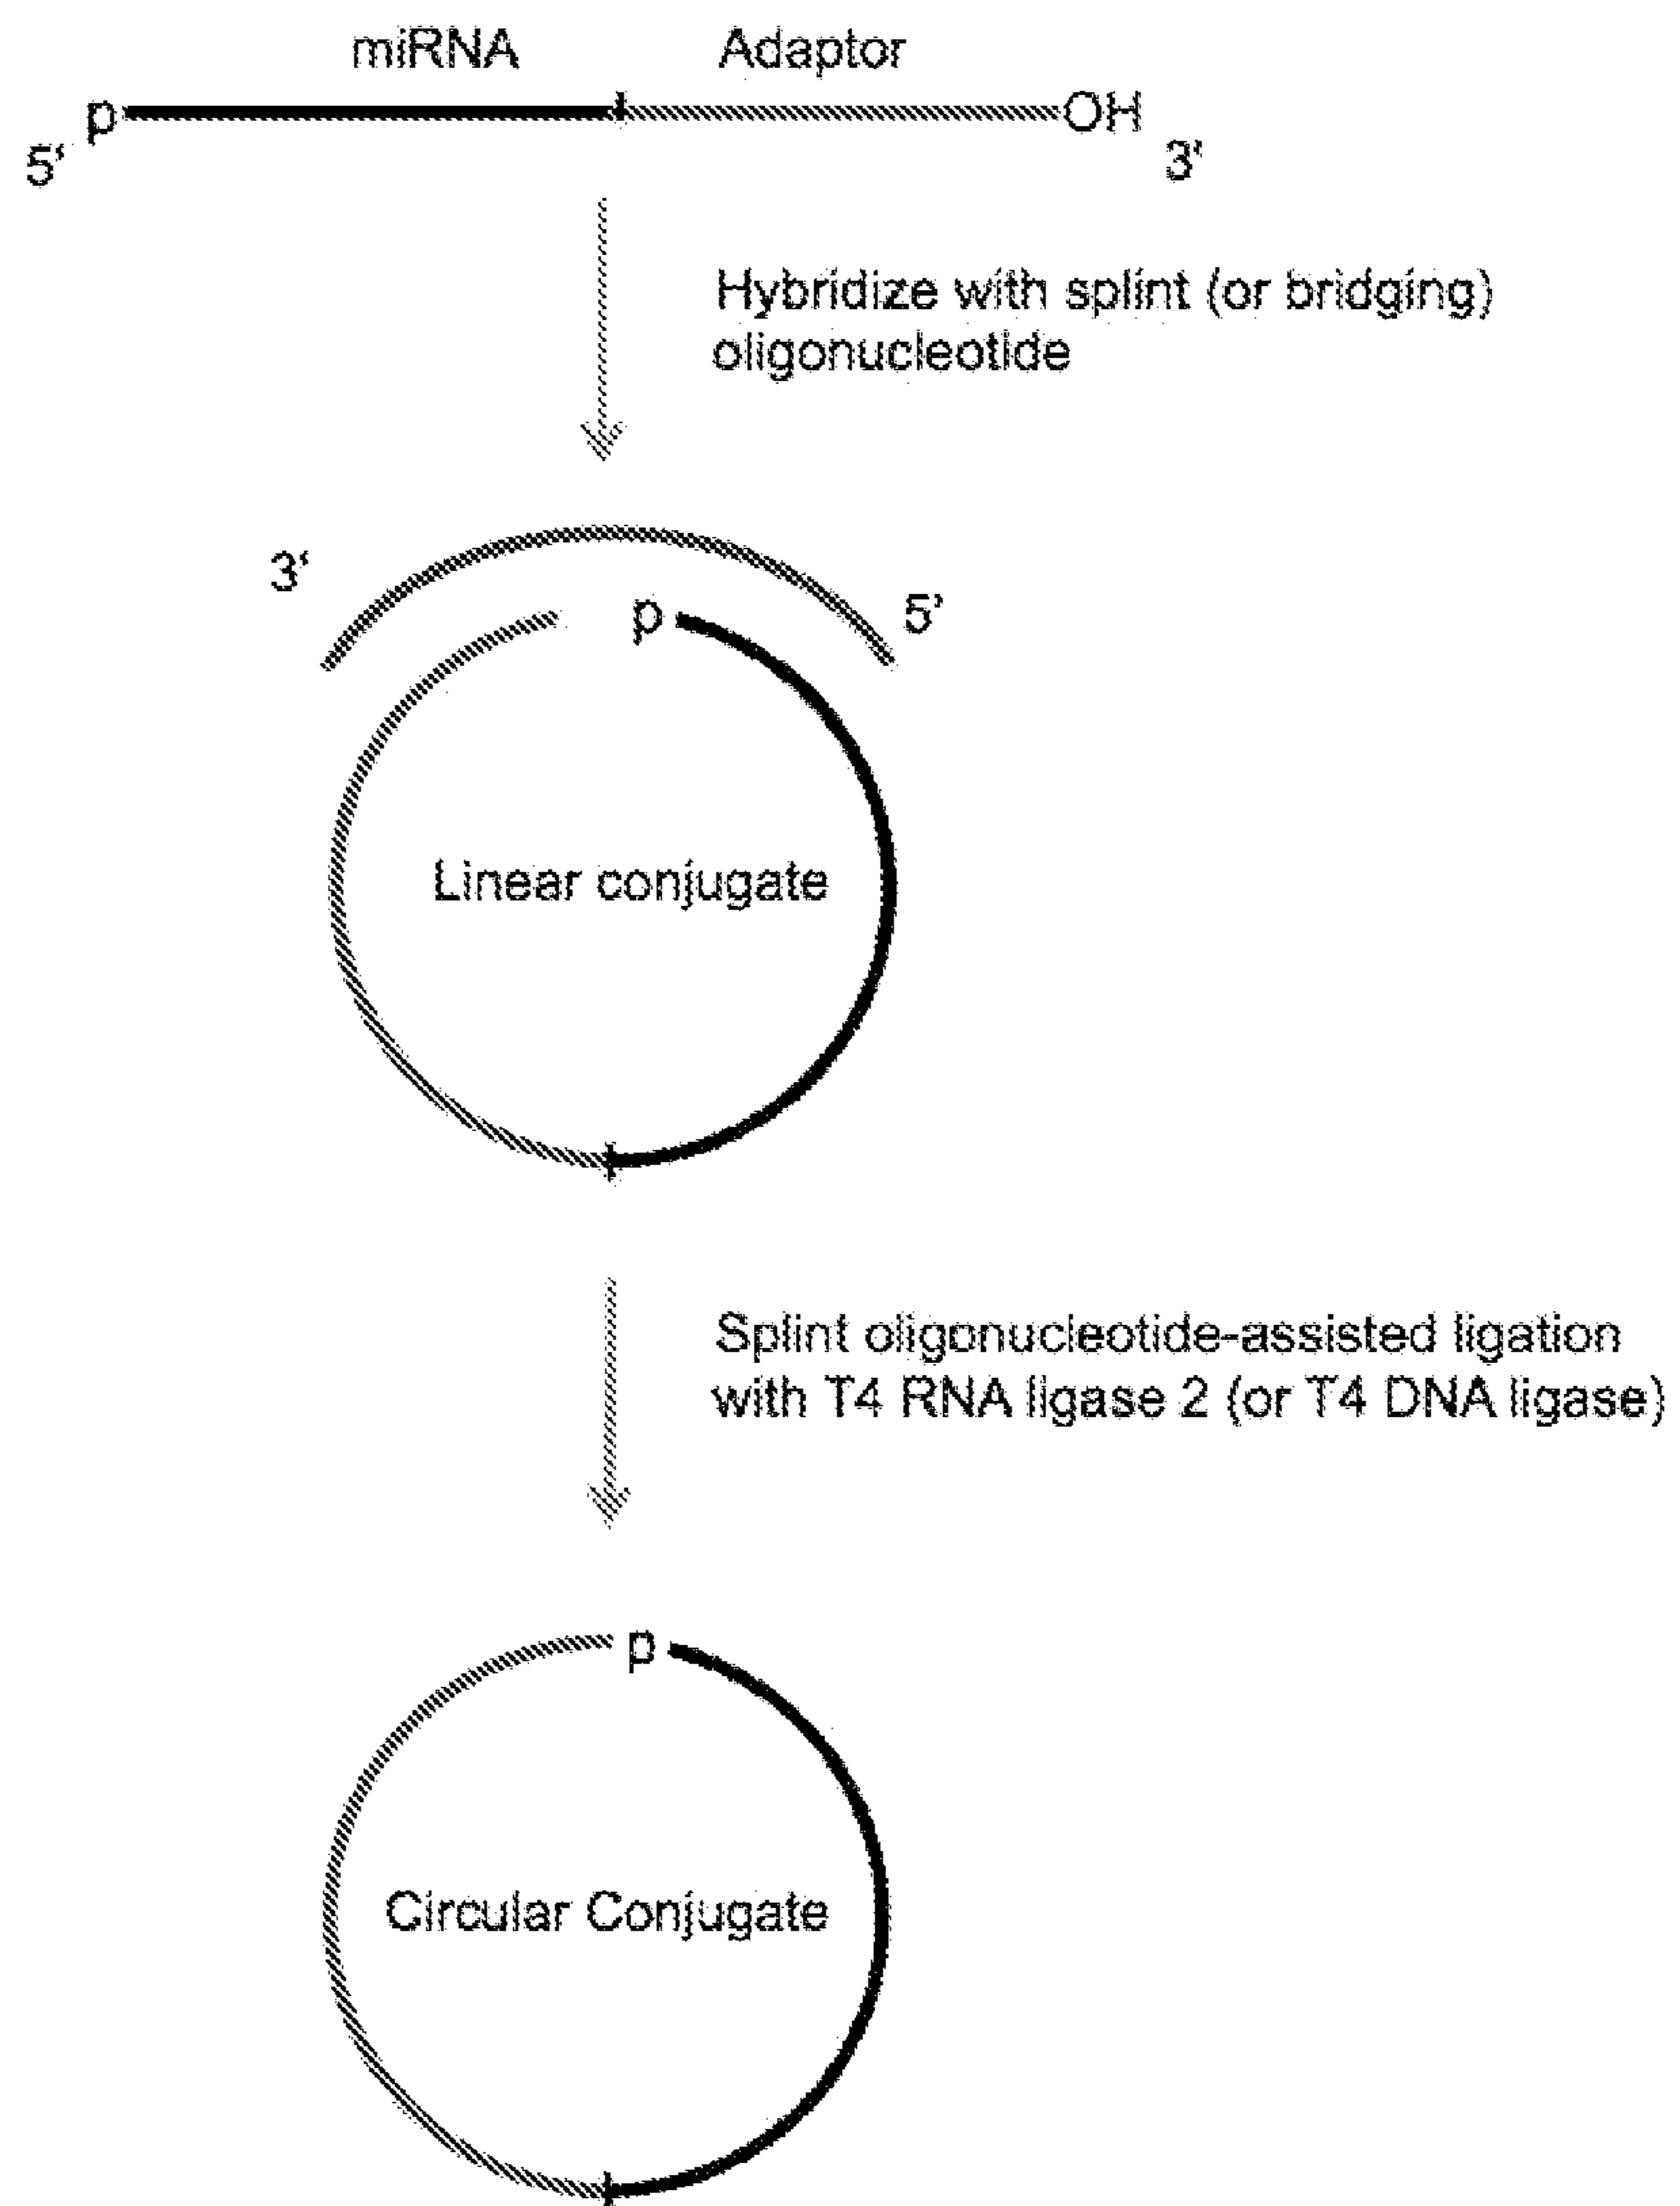 miRNA Adaptor
p OH
5' 3'
Hybridize with splint (or bridging)
oligonucleotide
3' 5'
p
Linear conjugate
Splint oligonucleotide-assisted ligation
with T4 RNA ligase 2 (or T4 DNA ligase)
p
Circular Conjugate